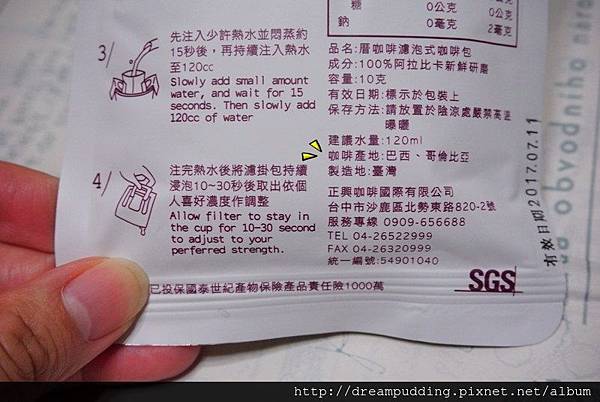 糖 0公克
鈉 0公克
0毫克
2毫克
3/
先注入少許熱水並悶蒸約
15秒後，再持續注入熱水
至120cc
Slowly add small amount
water, and wait for 15
seconds. Then slowly add
120cc of water
4/
注完熱水後將濾掛包持續
浸泡10~30秒後取出依個
人喜好濃度作調整
Allow filter to stay in
the cup for 10-30 second
to adjust to your
perferred strength.
品名:厝咖啡濾泡式咖啡包
成分:100%阿拉比卡新鮮研磨
容量:10克
有效日期:標示於包裝上
保存方法:請放置於陰涼處嚴禁高溫
曝曬
建議水量:120ml
咖啡產地:巴西、哥倫比亞
製造地:臺灣
正興咖啡國際有限公司
台中市沙鹿區北勢東路820-2號
服務專線 0909-656688
TEL 04-26522999
FAX 04-26320999
統一編號:54901040
已投保國泰世紀產物保險產品責任險1000萬
SGS
有效日期2017.07.11
obvodního
http://dreampudding.pixnet.net/album